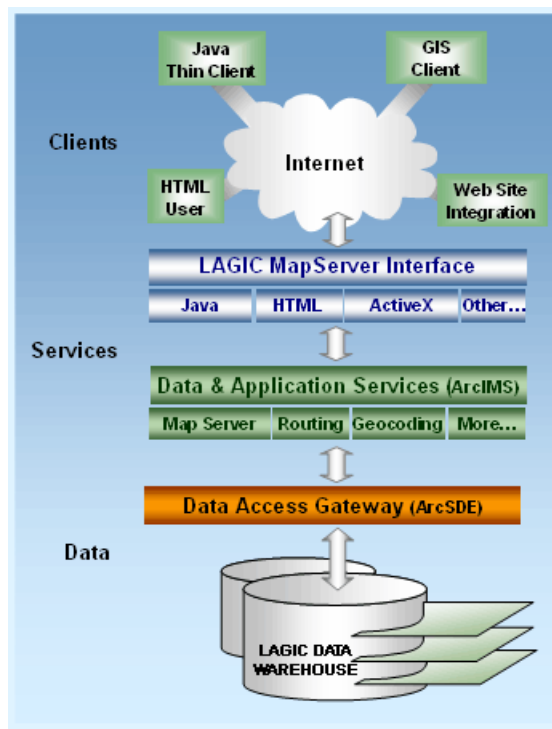 Java
Thin Client
GIS
Client
Clients
Internet
HTML
User
Web Site
Integration
LAGIC MapServer Interface
Java
HTML
ActiveX
Other...
Services
Data & Application Services (ArcIMS)
Map Server
Routing
Geocoding
More...
Data Access Gateway (ArcSDE)
Data
LAGIC DATA
WAREHOUSE